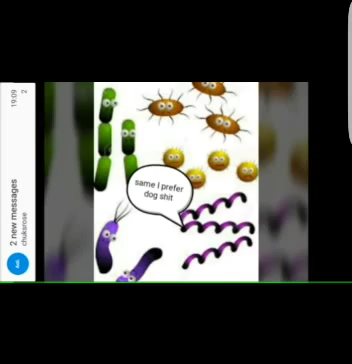 19:09
2 new messages
2
chuksrose
same I prefer
dog shit